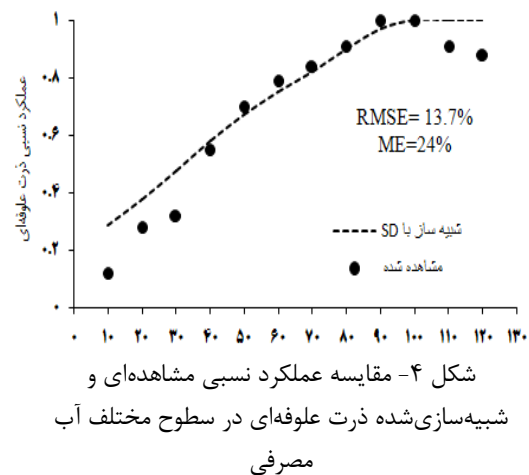 عملکرد نسبی ذرت علوفه‌ای
۱
۰.۸
۰.۶
۰.۴
۰.۲
۰
RMSE= 13.7%
ME=24%
شبیه ساز با SD
مشاهده شده
۰ ۱۰ ۲۰ ۳۰ ۴۰ ۵۰ ۶۰ ۷۰ ۸۰ ۹۰ ۱۰۰ ۱۱۰ ۱۲۰ ۱۳۰
شکل ۴- مقایسه عملکرد نسبی مشاهده‌ای و
شبیه‌سازی‌شده ذرت علوفه‌ای در سطوح مختلف آب
مصرفی